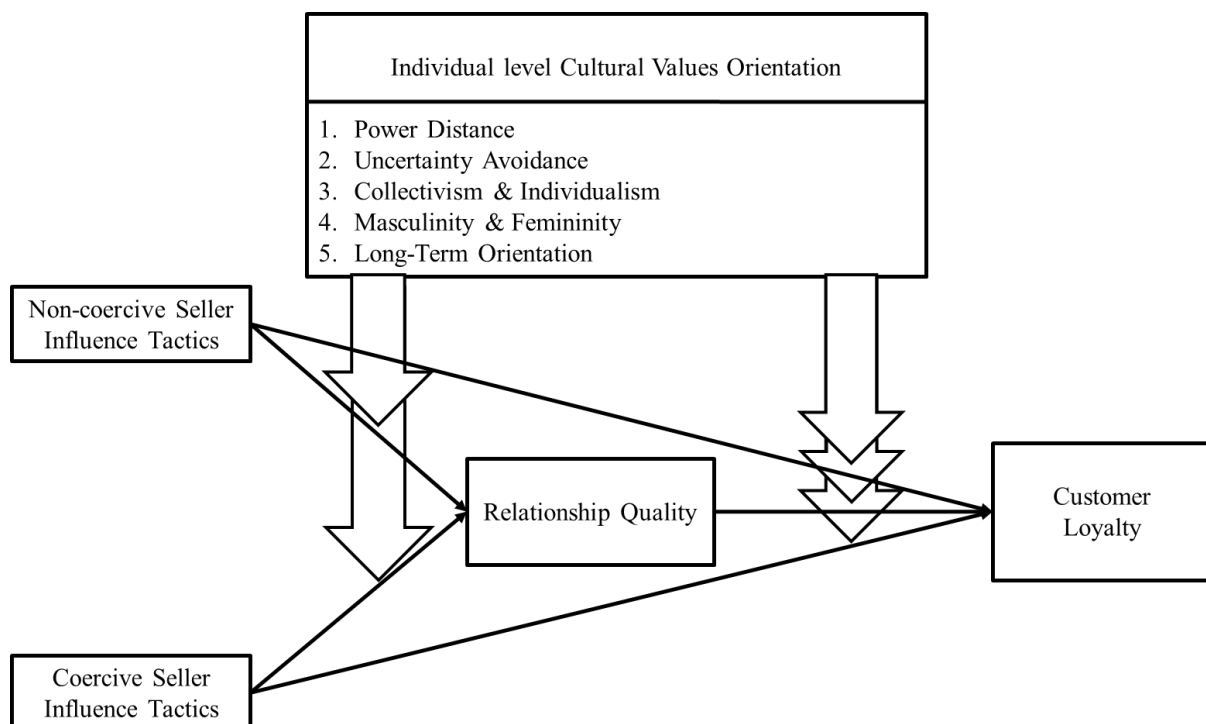 Individual level Cultural Values Orientation
1. Power Distance
2. Uncertainty Avoidance
3. Collectivism & Individualism
4. Masculinity & Femininity
5. Long-Term Orientation
Non-coercive Seller
Influence Tactics
Relationship Quality
Customer
Loyalty
Coercive Seller
Influence Tactics